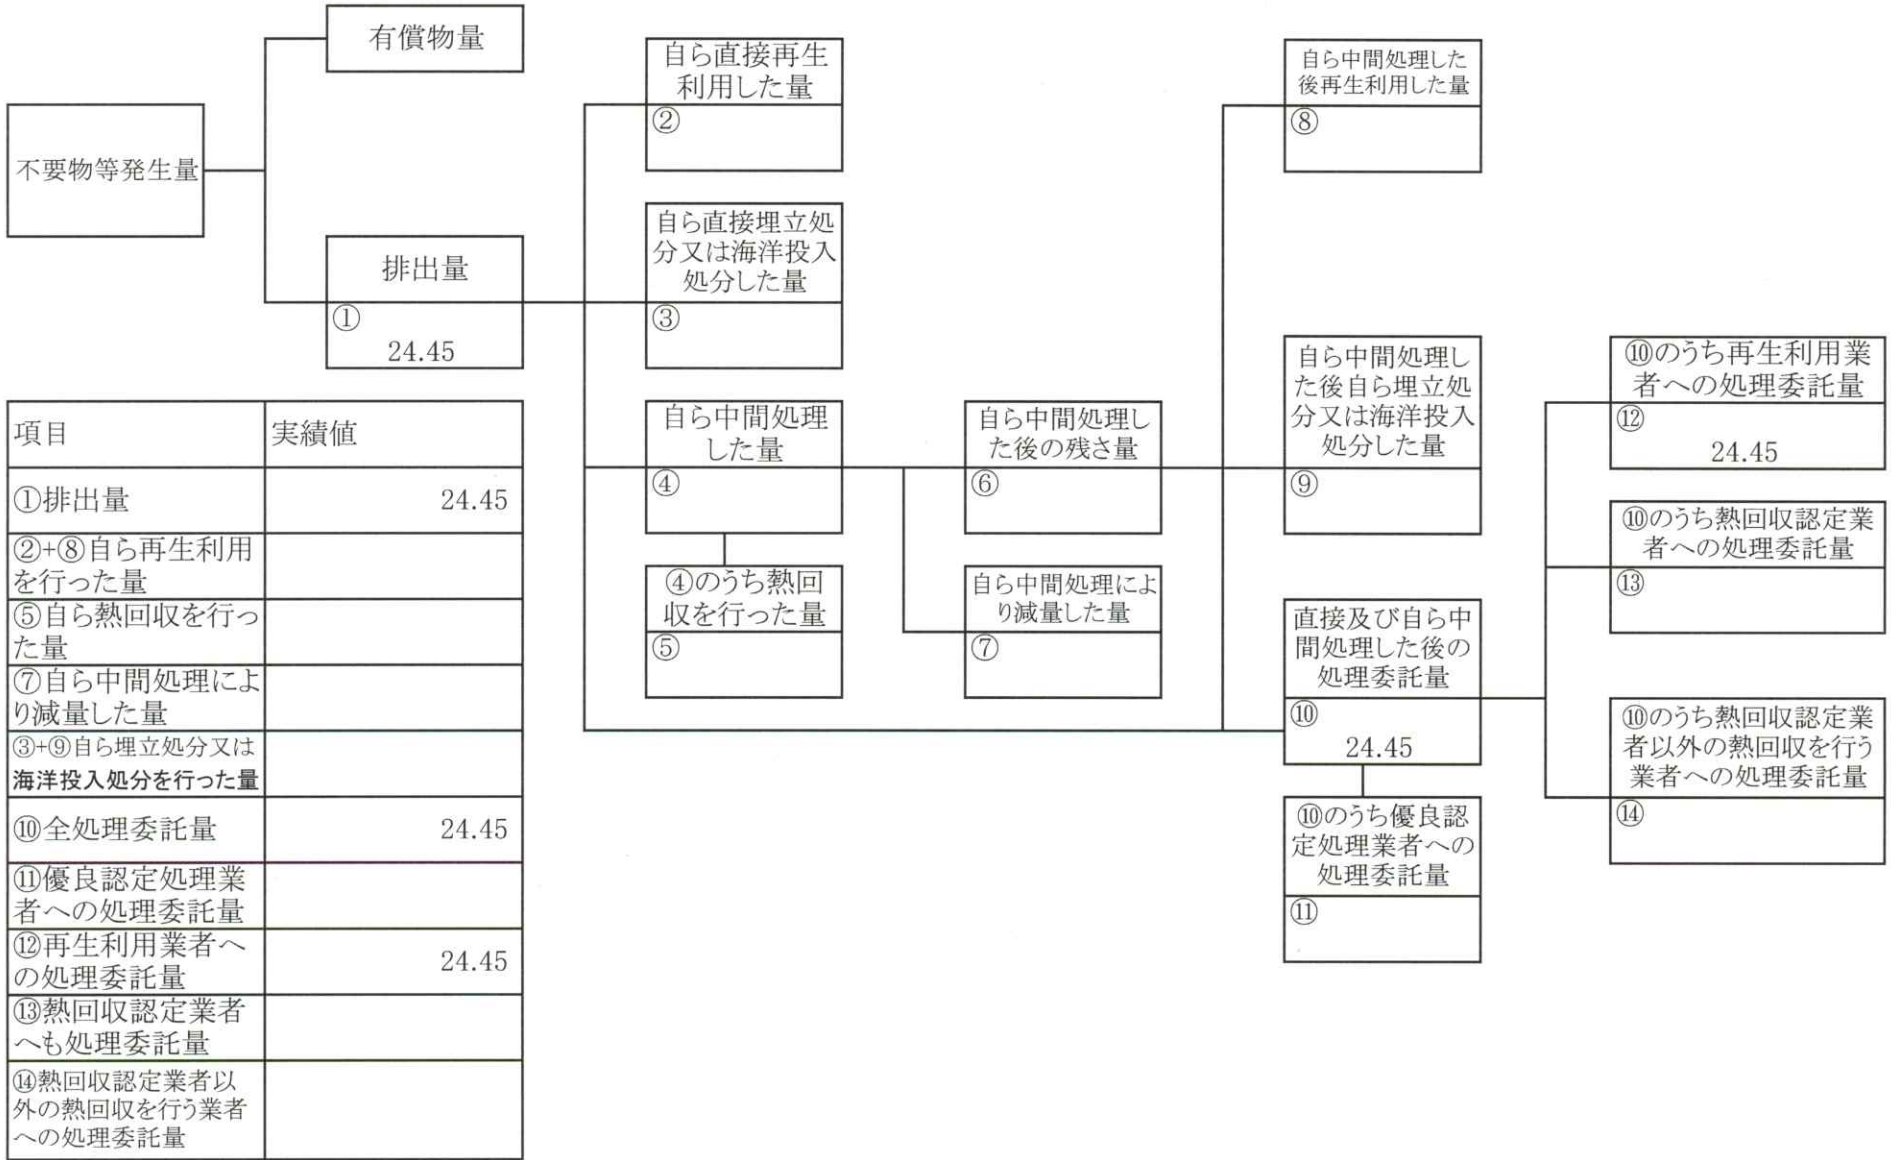 有償物量
不要物等発生量
排出量
①
24.45
自ら直接再生
利用した量
②
自ら直接埋立処
分又は海洋投入
処分した量
③
自ら中間処理
した量
④
④のうち熱回
収を行った量
⑤
自ら中間処理し
た後の残さ量
⑥
自ら中間処理によ
り減量した量
⑦
自ら中間処理した
後再生利用した量
⑧
自ら中間処理し
た後自ら埋立処
分又は海洋投入
処分した量
⑨
直接及び自ら中
間処理した後の
処理委託量
⑩
24.45
⑩のうち優良認
定処理業者への
処理委託量
⑪
⑩のうち再生利用業
者への処理委託量
⑫
24.45
⑩のうち熱回収認定業
者への処理委託量
⑬
⑩のうち熱回収認定業
者以外の熱回収を行う
業者への処理委託量
⑭
項目 実績値
①排出量 24.45
②+⑧自ら再生利用
を行った量
⑤自ら熱回収を行っ
た量
⑦自ら中間処理によ
り減量した量
③+⑨自ら埋立処分又は
海洋投入処分を行った量
⑩全処理委託量 24.45
⑪優良認定処理業
者への処理委託量
⑫再生利用業者へ
の処理委託量 24.45
⑬熱回収認定業者
へも処理委託量
⑭熱回収認定業者以
外の熱回収を行う業者
への処理委託量